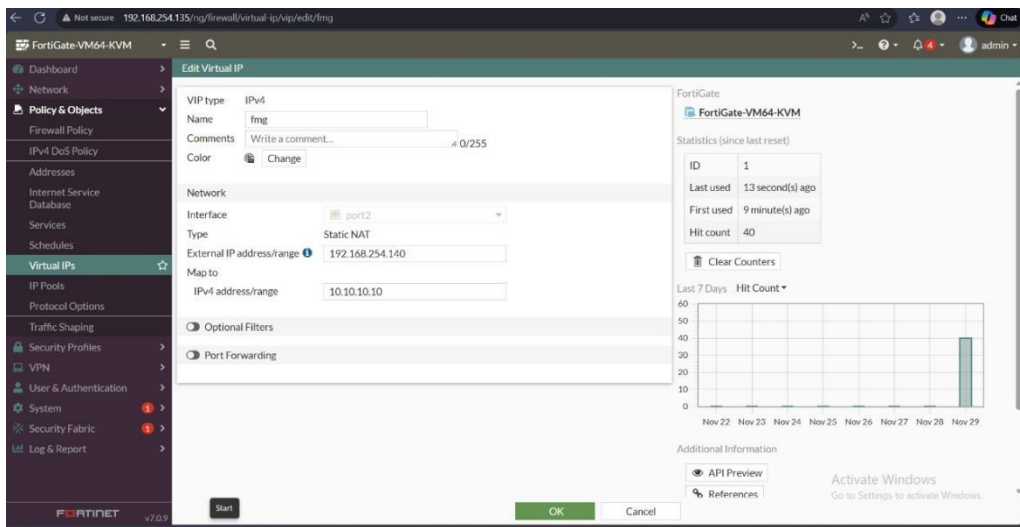 Not secure 192.168.254.135/ng/firewall/virtual-ip/vip/edit/fmg
Chat
FortiGate-VM64-KVM
admin
Dashboard
Network
Policy & Objects
Firewall Policy
IPv4 DoS Policy
Addresses
Internet Service
Database
Services
Schedules
Virtual IPs
IP Pools
Protocol Options
Traffic Shaping
Security Profiles
VPN
User & Authentication
System 1
Security Fabric 1
Log & Report
FORTINET v7.0.9
Edit Virtual IP
VIP type IPv4
Name fmg
Comments Write a comment... 0/255
Color Change
Network
Interface port2
Type Static NAT
External IP address/range 192.168.254.140
Map to
IPv4 address/range 10.10.10.10
Optional Filters
Port Forwarding
Start
OK Cancel
4
FortiGate
FortiGate-VM64-KVM
Statistics (since last reset)
ID 1
Last used 13 second(s) ago
First used 9 minute(s) ago
Hit count 40
Clear Counters
Last 7 Days Hit Count
60
50
40
30
20
10
0
Nov 22 Nov 23 Nov 24 Nov 25 Nov 26 Nov 27 Nov 28 Nov 29
Additional Information
API Preview
References
Activate Windows
Go to Settings to activate Windows.